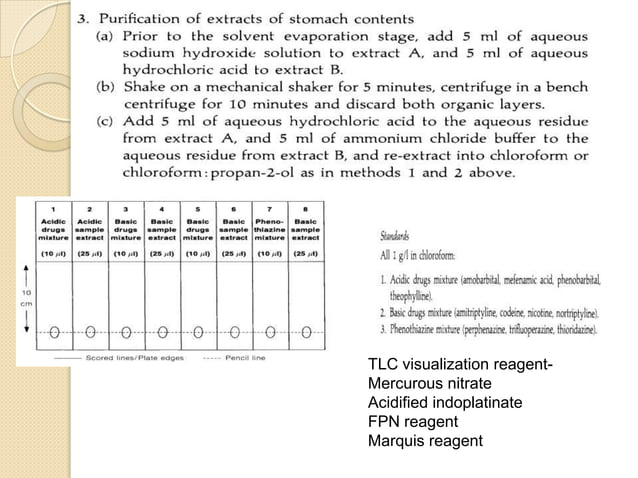 3. Purification of extracts of stomach contents
(a) Prior to the solvent evaporation stage, add 5 ml of aqueous
sodium hydroxide solution to extract A, and 5 ml of aqueous
hydrochloric acid to extract B.
(b) Shake on a mechanical shaker for 5 minutes, centrifuge in a bench
centrifuge for 10 minutes and discard both organic layers.
(c) Add 5 ml of aqueous hydrochloric acid to the aqueous residue
from extract A, and 5 ml of ammonium chloride buffer to the
aqueous residue from extract B, and re-extract into chloroform or
chloroform:propan-2-ol as in methods 1 and 2 above.
1 2 3 4 5 6 7 8
Acidic Acidic Basic Basic Basic Basic Pheno- Basic
drugs sample drugs sample drugs sample thiazine sample
mixture extract mixture extract mixture extract mixture extract
(10 µl) (25 µl) (10 µl) (25 µl) (10 µl) (25 µl) (10 µl) (25 µl)
10
cm
Scored lines/Plate edges Pencil line
Standards
All 1 g/l in chloroform:
1. Acidic drugs mixture (amobarbital, mefenamic acid, phenobarbital,
theophylline).
2. Basic drugs mixture (amitriptyline, codeine, nicotine, nortriptyline).
3. Phenothiazine mixture (perphenazine, trifluoperazine, thioridazine).
TLC visualization reagent-
Mercurous nitrate
Acidified indoplatinate
FPN reagent
Marquis reagent